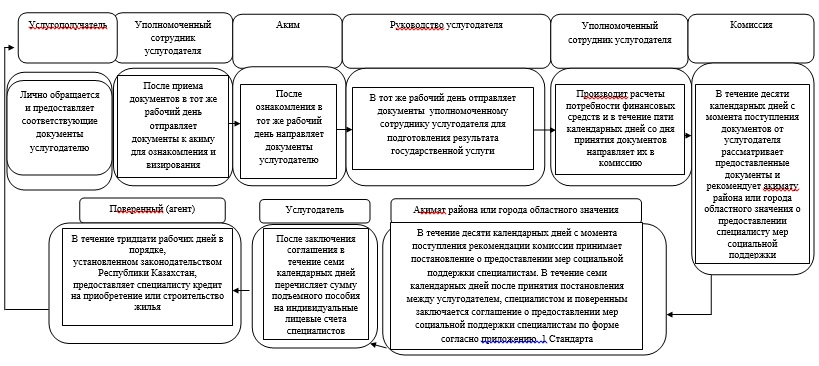 Услугополучатель
Уполномоченный
сотрудник
услугодателя
Аким
Руководство услугодателя
Уполномоченный
сотрудник услугодателя
Комиссия
Лично обращается
и предоставляет
соответствующие
документы
услугодателю
После приема
документов в тот же
рабочий день
отправляет
документы к акиму
для ознакомления и
визирования
После
ознакомления в
тот же рабочий
день направляет
документы
услугодателю
В тот же рабочий день отправляет
документы уполномоченному
сотруднику услугодателя для
подготовления результата
государственной услуги
Производит расчеты
потребности финансовых
средств и в течение пяти
календарных дней со дня
принятия документов
направляет их в
комиссию
В течение десяти
календарных дней с
момента поступления
документов от
услугодателя
рассматривает
предоставленные
документы и
рекомендует акимату
района или города
областного значения о
предоставлении
специалисту мер
социальной
поддержки
Поверенный (агент)
Услугодатель
Акимат района или города областного значения
В течение тридцати рабочих дней в
порядке,
установленном законодательством
Республики Казахстан,
предоставляет специалисту кредит
на приобретение или строительство
жилья
После заключения
соглашения в
течение семи
календарных дней
перечисляет сумму
подъемного пособия
на индивидуальные
лицевые счета
специалистов
В течение десяти календарных дней с момента
поступления рекомендации комиссии принимает
постановление о предоставлении мер социальной
поддержки специалистам. В течение семи
календарных дней после принятия постановления
между услугодателем, специалистом и поверенным
заключается соглашение о предоставлении мер
социальной поддержки специалистам по форме
согласно приложению 1 Стандарта